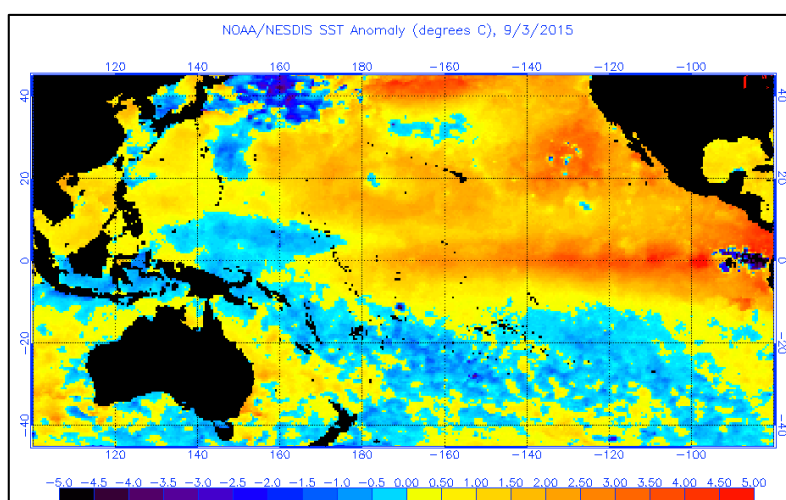 NOAA/NESDIS SST Anomaly (degrees C), 9/3/2015
120 140 160 180 −160 −140 −120 −100
40 40
20 20
0 0
−20 −20
−40 −40
120 140 160 180 −160 −140 −120 −100
−5.0 −4.5 −4.0 −3.5 −3.0 −2.5 −2.0 −1.5 −1.0 −0.5 0.00 0.50 1.00 1.50 2.00 2.50 3.00 3.50 4.00 4.50 5.00